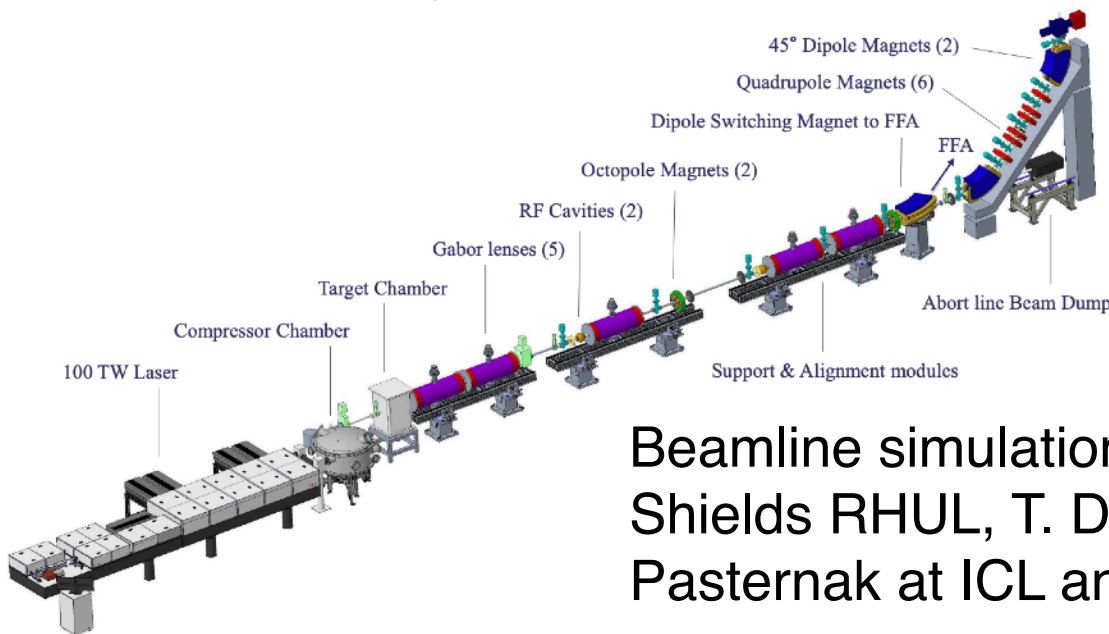 45° Dipole Magnets (2)
Quadrupole Magnets (6)
Dipole Switching Magnet to FFA
FFA
Octopole Magnets (2)
RF Cavities (2)
Gabor lenses (5)
Target Chamber
Compressor Chamber
100 TW Laser
Abort line Beam Dump
Support & Alignment modules
Beamline simulation
Shields RHUL, T. D
Pasternak at ICL an